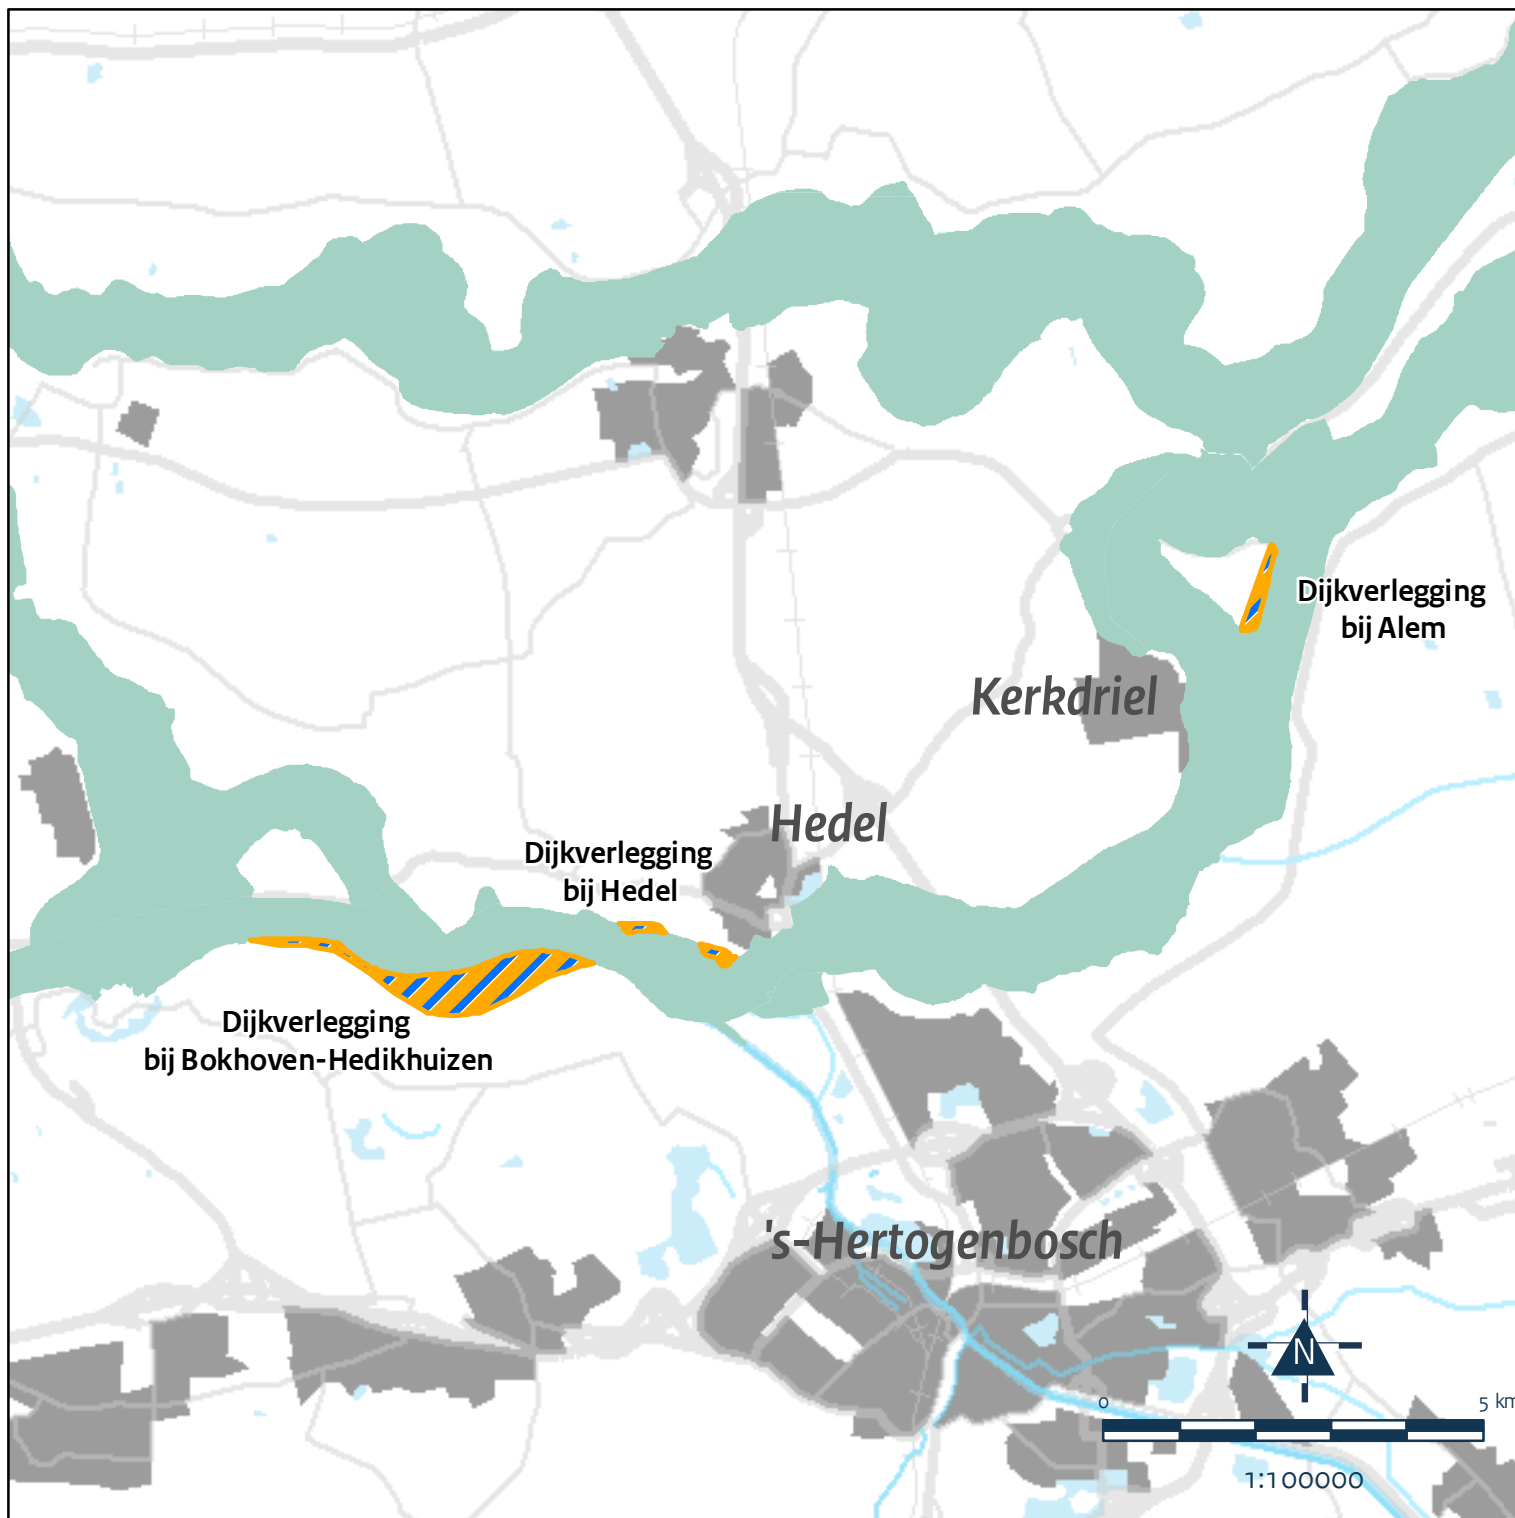 Dijkverlegging
bij Alem
Kerkdriel
Hedel
Dijkverlegging
bij Hedel
Dijkverlegging
bij Bokhoven-Hedikhuizen
's-Hertogenbosch
N
0 5 km
1:100000